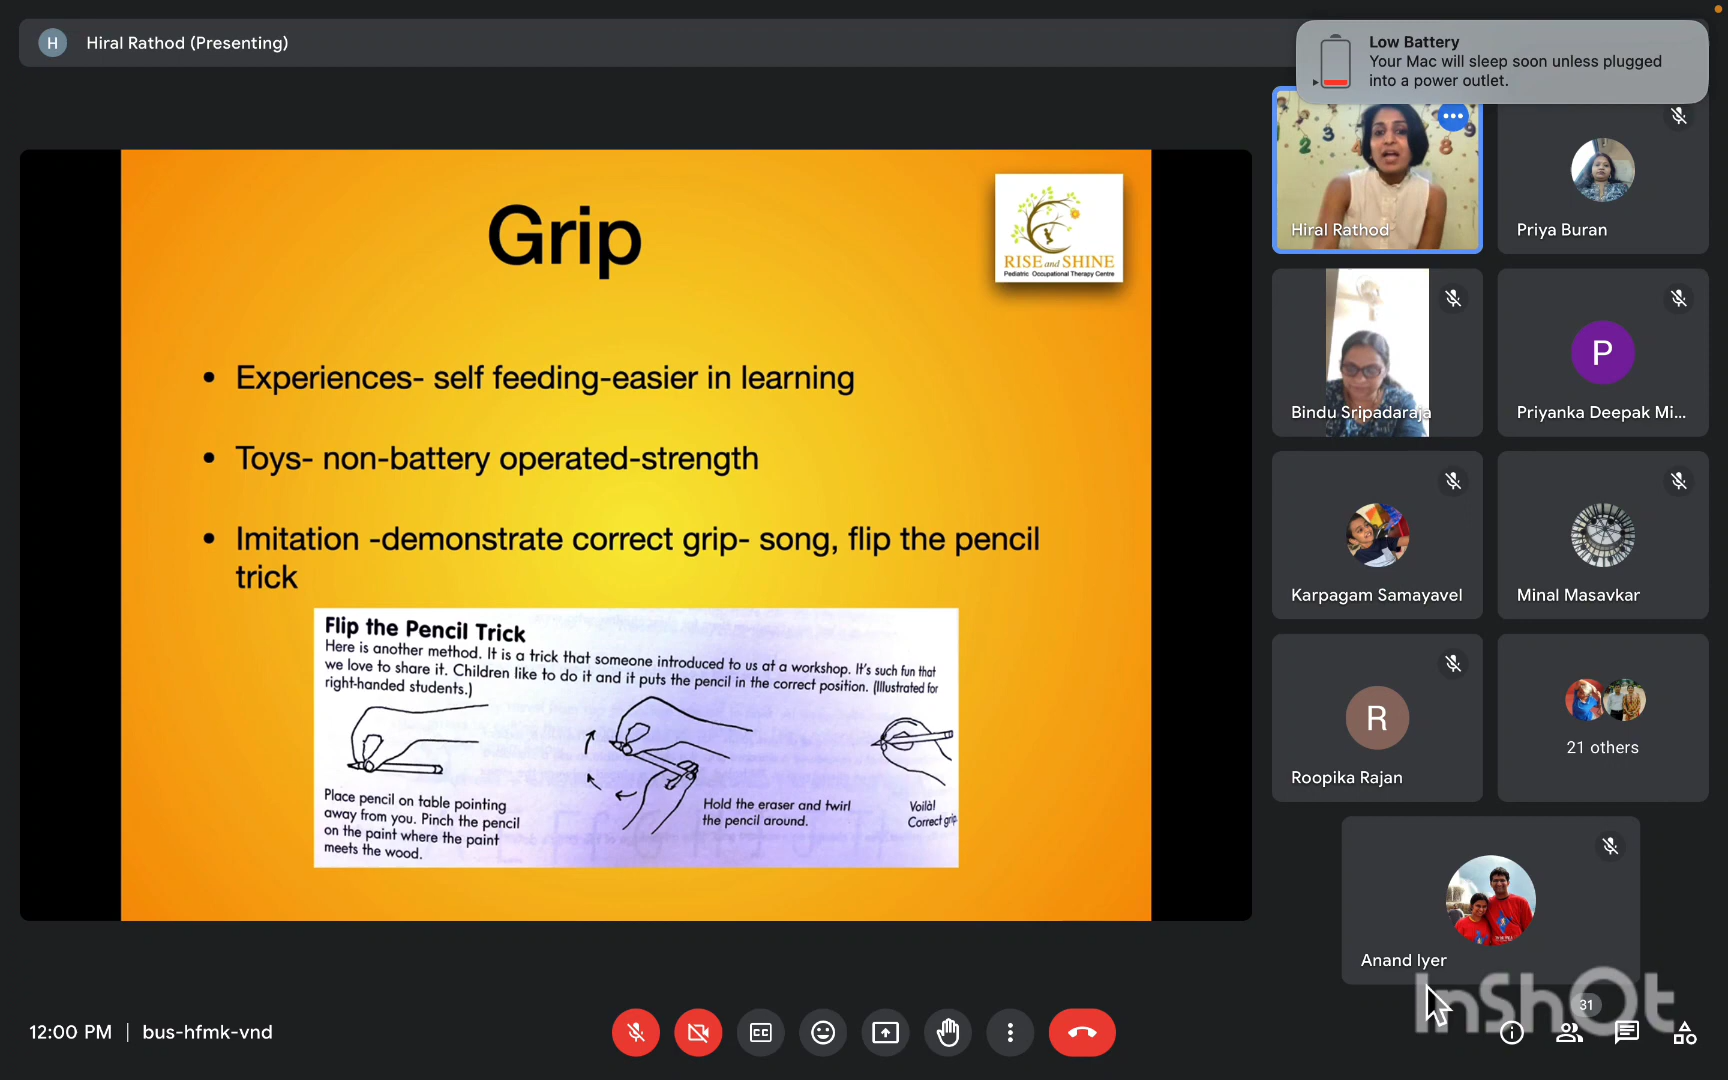 H
Hiral Rathod (Presenting)
Low Battery
Your Mac will sleep soon unless plugged
into a power outlet.
Grip
RISE and SHINE
Pediatric Occupational Therapy Centre
• Experiences- self feeding-easier in learning
• Toys- non-battery operated-strength
• Imitation -demonstrate correct grip- song, flip the pencil
trick
Flip the Pencil Trick
Here is another method. It is a trick that someone introduced to us at a workshop. It's such fun that
we love to share it. Children like to do it and it puts the pencil in the correct position. (Illustrated for
right-handed students.)
Place pencil on table pointing
away from you. Pinch the pencil
on the paint where the paint
meets the wood.
Hold the eraser and twirl
the pencil around.
Voilà!
Correct grip.
2 3 4 9 8
Hiral Rathod
Priya Buran
Bindu Sripadaraja
P
Priyanka Deepak Mi...
Karpagam Samayavel
Minal Masavkar
R
Roopika Rajan
21 others
Anand Iyer
InShOt
31
12:00 PM | bus-hfmk-vnd
CC